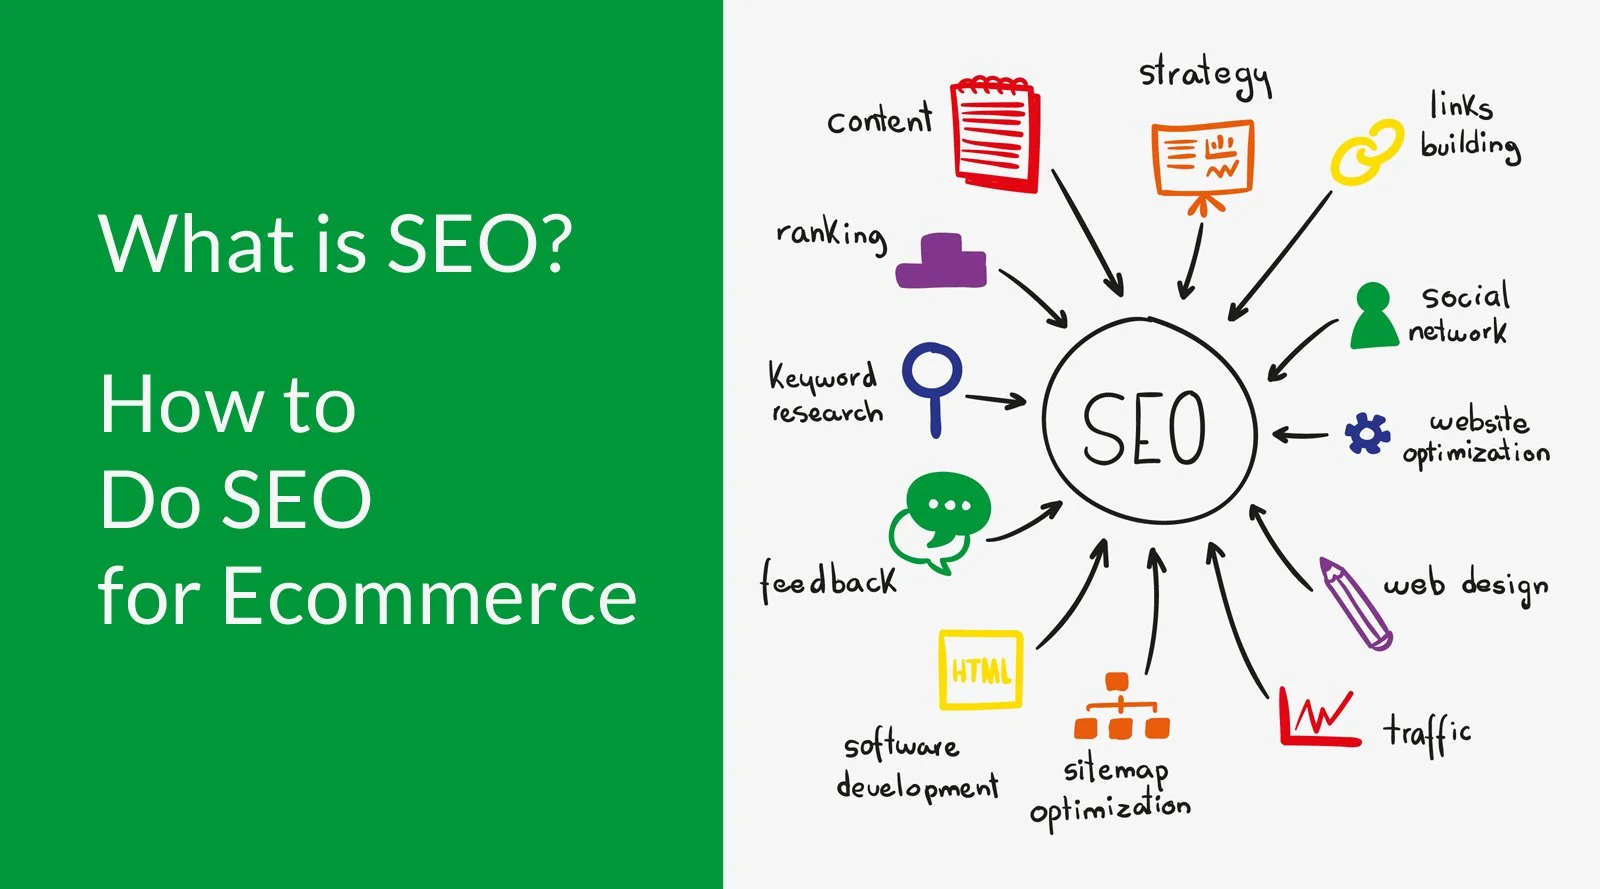 What is SEO?
How to
Do SEO
for Ecommerce
strategy
content
links
building
ranking
social
network
Keyword
research
SEO
website
optimization
feedback
web design
HTML
software
development
sitemap
optimization
traffic